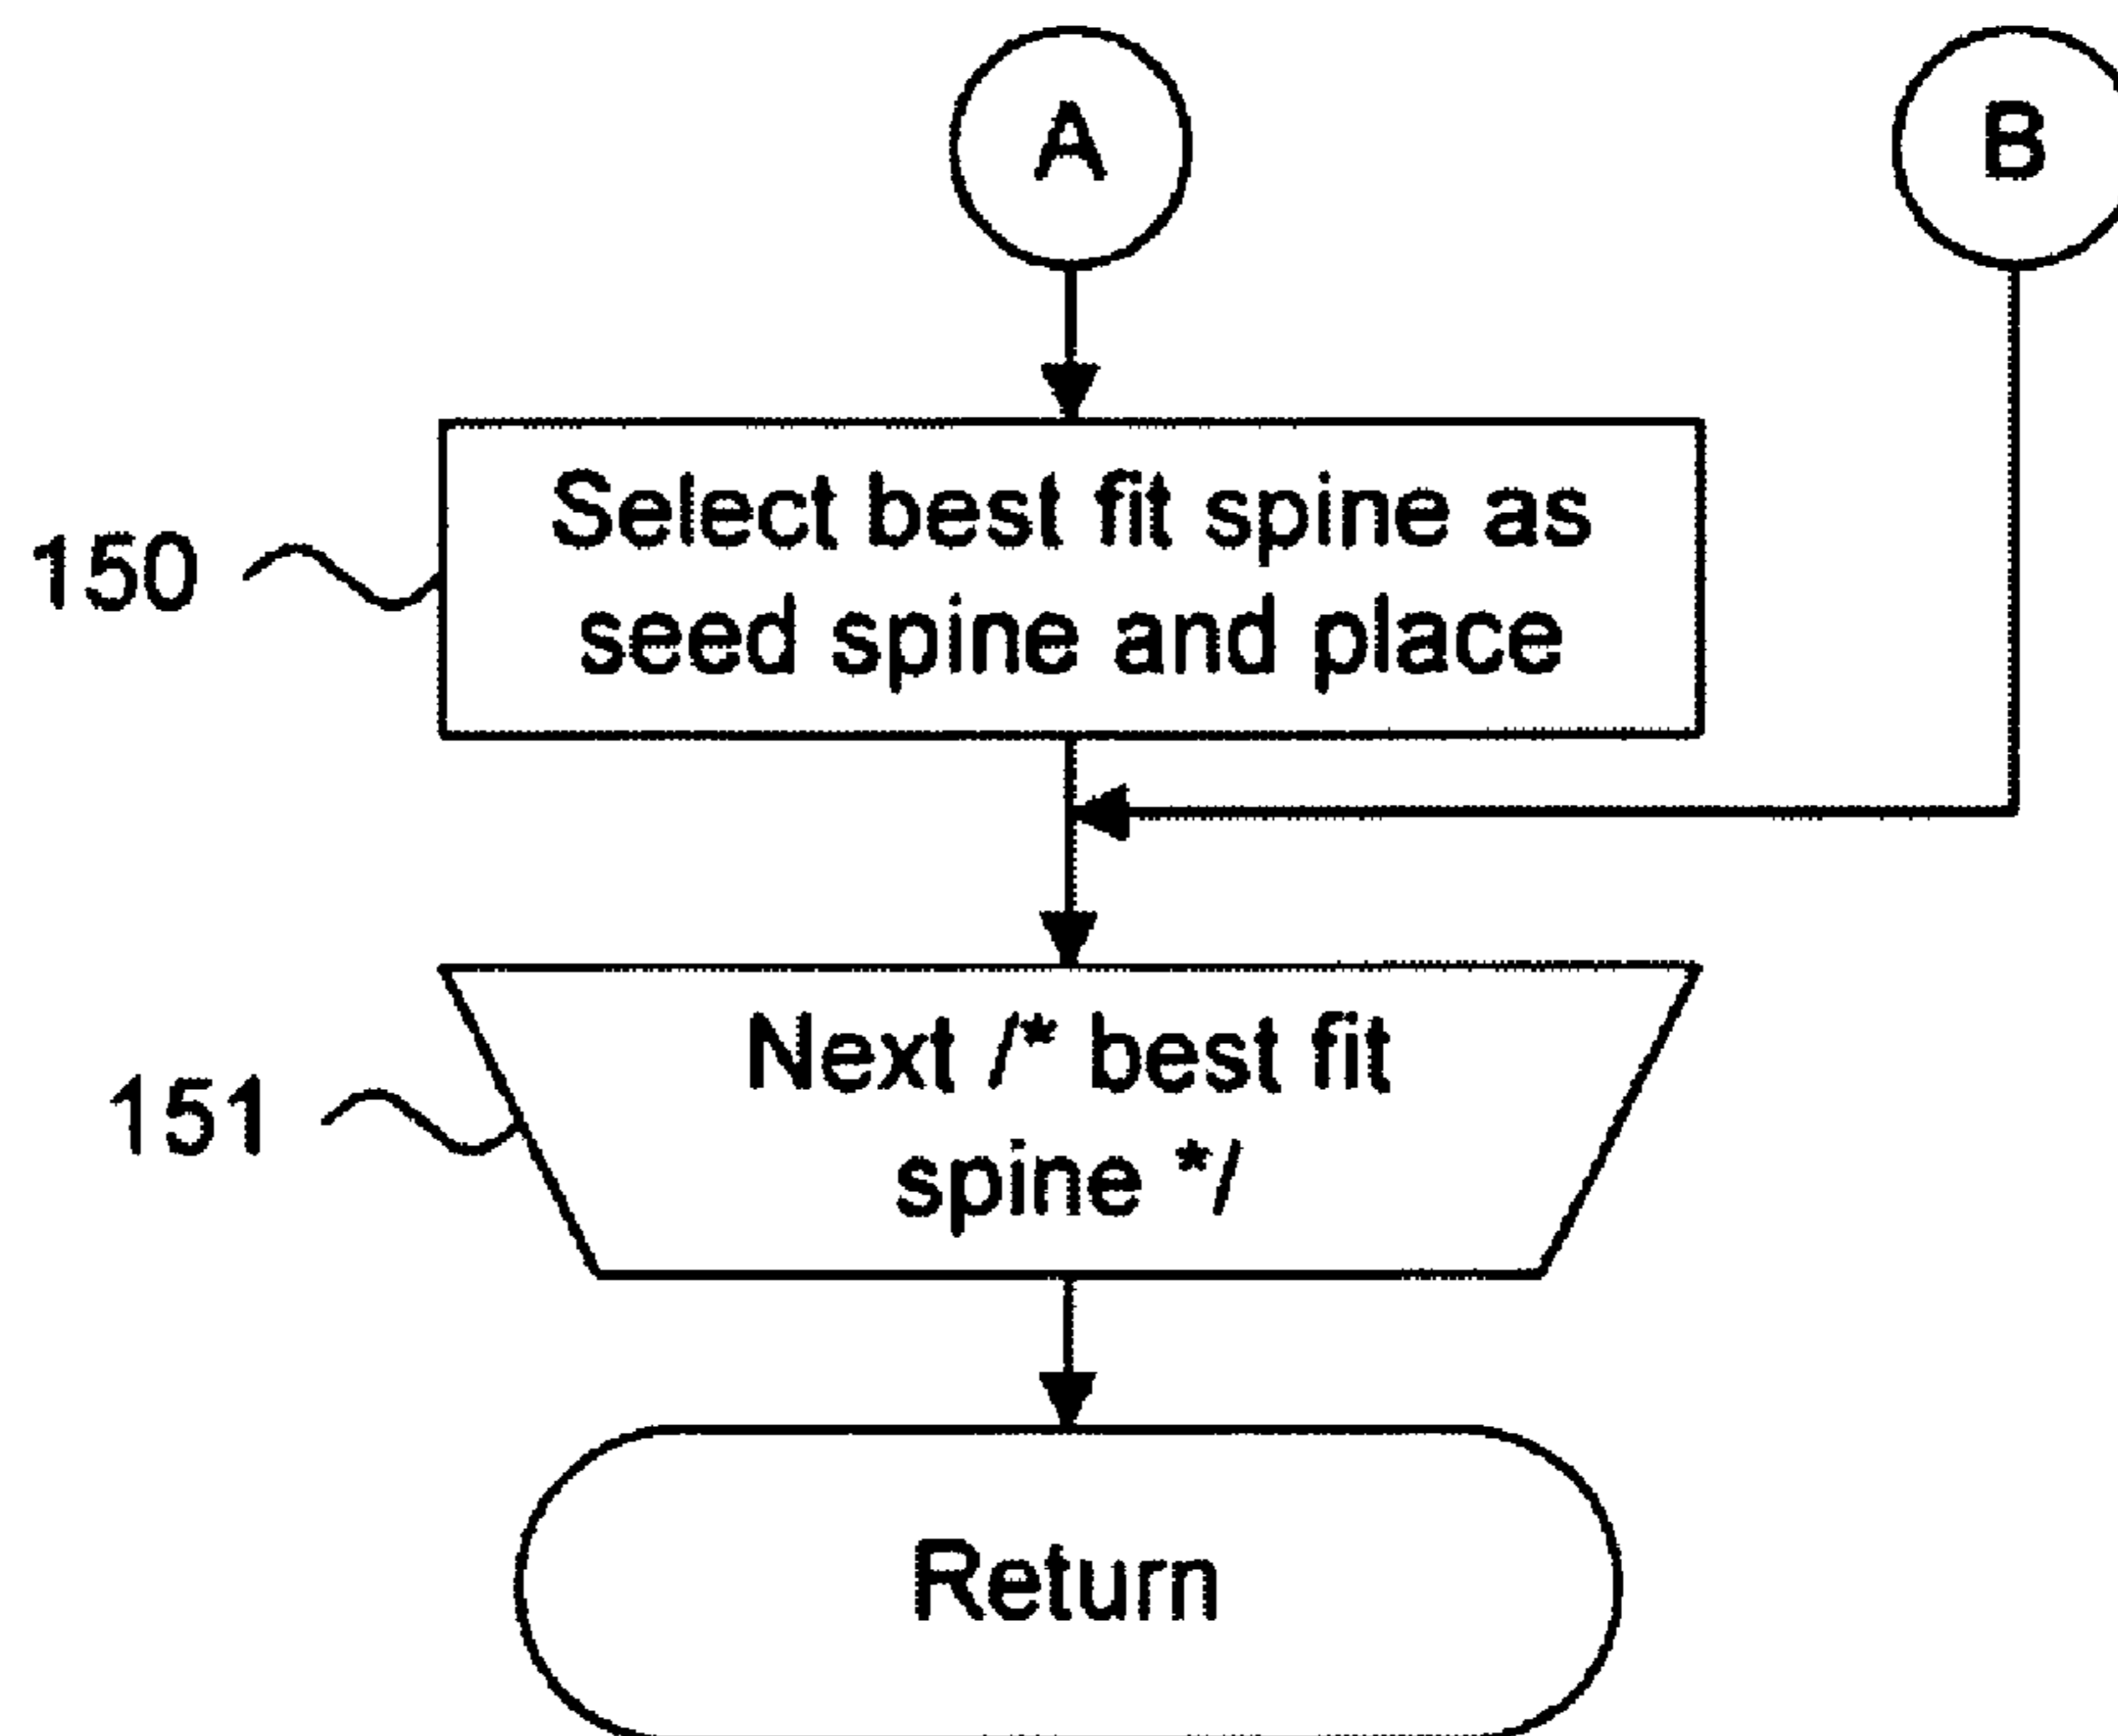 A
B
150
Select best fit spine as
seed spine and place
151
Next /* best fit
spine */
Return